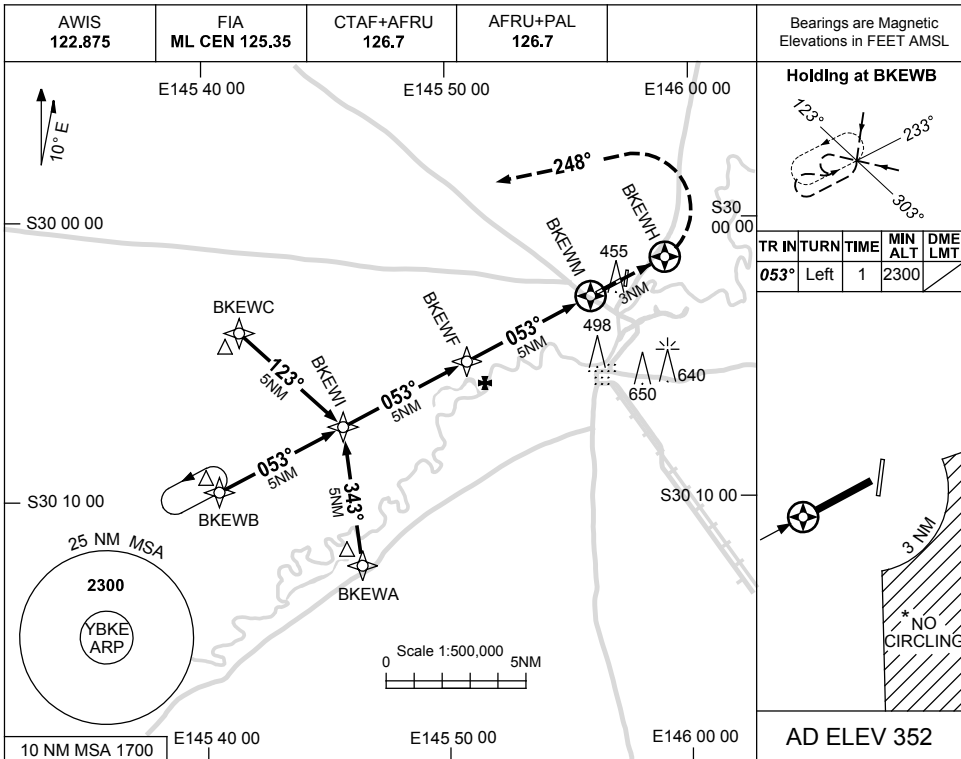 AWIS
122.875
FIA
ML CEN 125.35
CTAF+AFRU
126.7
AFRU+PAL
126.7
Bearings are Magnetic
Elevations in FEET AMSL
E145 40 00
E145 50 00
E146 00 00
10° E
Holding at BKEWB
123°
233°
303°
TR IN
TURN
TIME
MIN ALT
DME LMT
053°
Left
1
2300
248°
BKEWH
S30 00 00
S30
00 00
BKEWM
455
3NM
BKEWC
BKEWF
053°
5NM
498
123°
5NM
BKEWI
053°
5NM
650
640
053°
5NM
343°
5NM
S30 10 00
S30 10 00
BKEWB
BKEWA
25 NM MSA
2300
YBKE
ARP
Scale 1:500,000
0
5NM
3 NM
*NO
CIRCLING
10 NM MSA 1700
E145 40 00
E145 50 00
E146 00 00
AD ELEV 352